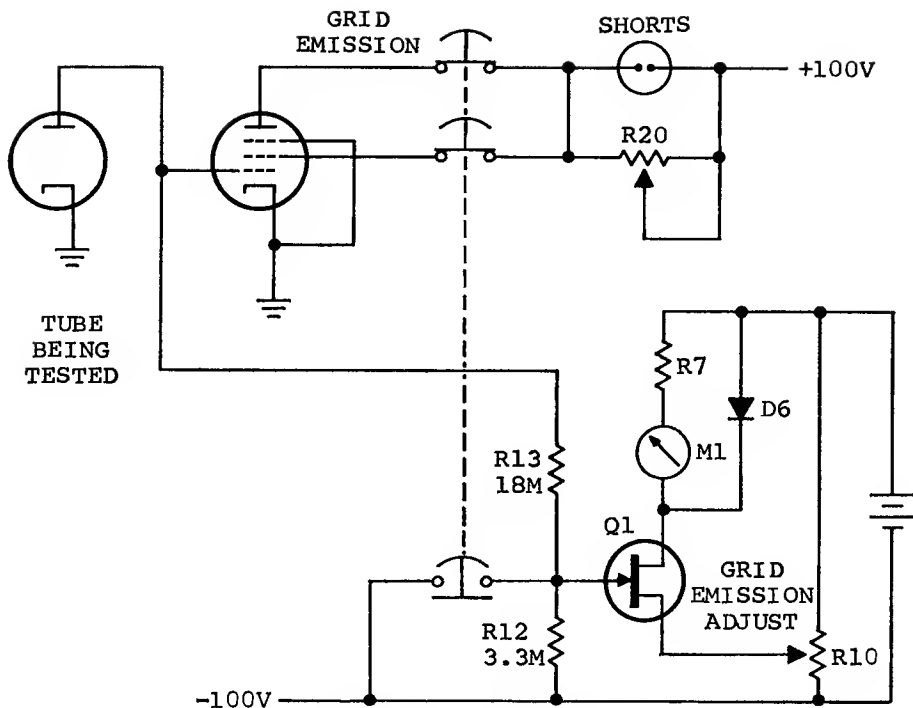 GRID
EMISSION
SHORTS
+100V
R20
TUBE
BEING
TESTED
R7
D6
M1
R13
18M
Q1
GRID
EMISSION
ADJUST
R12
3.3M
R10
-100V